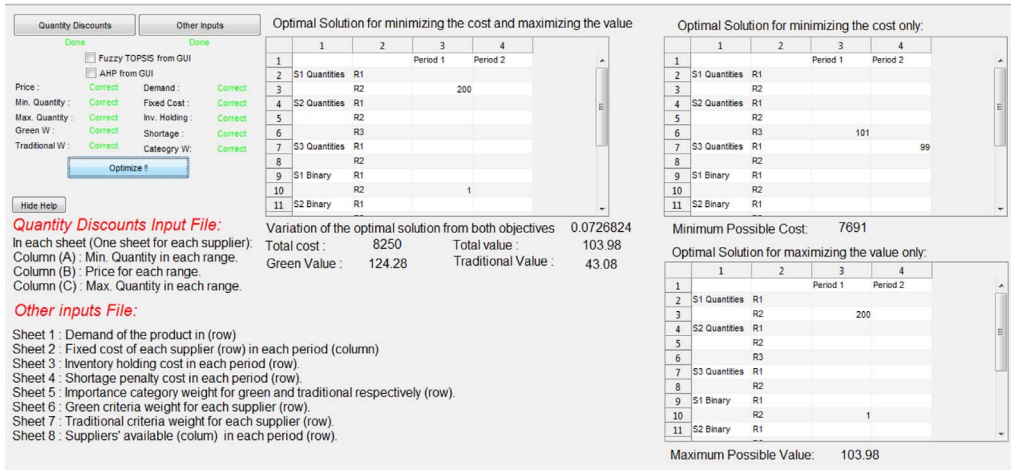 Quantity Discounts Other Inputs
Done Done
Fuzzy TOPSIS from GUI
AHP from GUI
Price : Correct Demand : Correct
Min. Quantity : Correct Fixed Cost : Correct
Max. Quantity : Correct Inv. Holding : Correct
Green W : Correct Shortage : Correct
Traditional W : Correct Cateogry W: Correct
Optimize !!
Hide Help
Quantity Discounts Input File:
In each sheet (One sheet for each supplier):
Column (A) : Min. Quantity in each range.
Column (B) : Price for each range.
Column (C) : Max. Quantity in each range.
Other inputs File:
Sheet 1 : Demand of the product in (row)
Sheet 2 : Fixed cost of each supplier (row) in each period (column)
Sheet 3 : Inventory holding cost in each period (row).
Sheet 4 : Shortage penalty cost in each period (row).
Sheet 5 : Importance category weight for green and traditional respectively (row).
Sheet 6 : Green criteria weight for each supplier (row).
Sheet 7 : Traditional criteria weight for each supplier (row).
Sheet 8 : Suppliers' available (colum) in each period (row).
Optimal Solution for minimizing the cost and maximizing the value
1 2 3 4
1 Period 1 Period 2
2 S1 Quantities R1
3 R2 200
4 S2 Quantities R1
5 R2
6 R3
7 S3 Quantities R1
8 R2
9 S1 Binary R1
10 R2 1
11 S2 Binary R1
Variation of the optimal solution from both objectives 0.0726824
Total cost : 8250 Total value : 103.98
Green Value : 124.28 Traditional Value : 43.08
Optimal Solution for minimizing the cost only:
1 2 3 4
1 Period 1 Period 2
2 S1 Quantities R1
3 R2
4 S2 Quantities R1
5 R2
6 R3 101
7 S3 Quantities R1 99
8 R2
9 S1 Binary R1
10 R2
11 S2 Binary R1
Minimum Possible Cost: 7691
Optimal Solution for maximizing the value only:
1 2 3 4
1 Period 1 Period 2
2 S1 Quantities R1
3 R2 200
4 S2 Quantities R1
5 R2
6 R3
7 S3 Quantities R1
8 R2
9 S1 Binary R1
10 R2 1
11 S2 Binary R1
Maximum Possible Value: 103.98